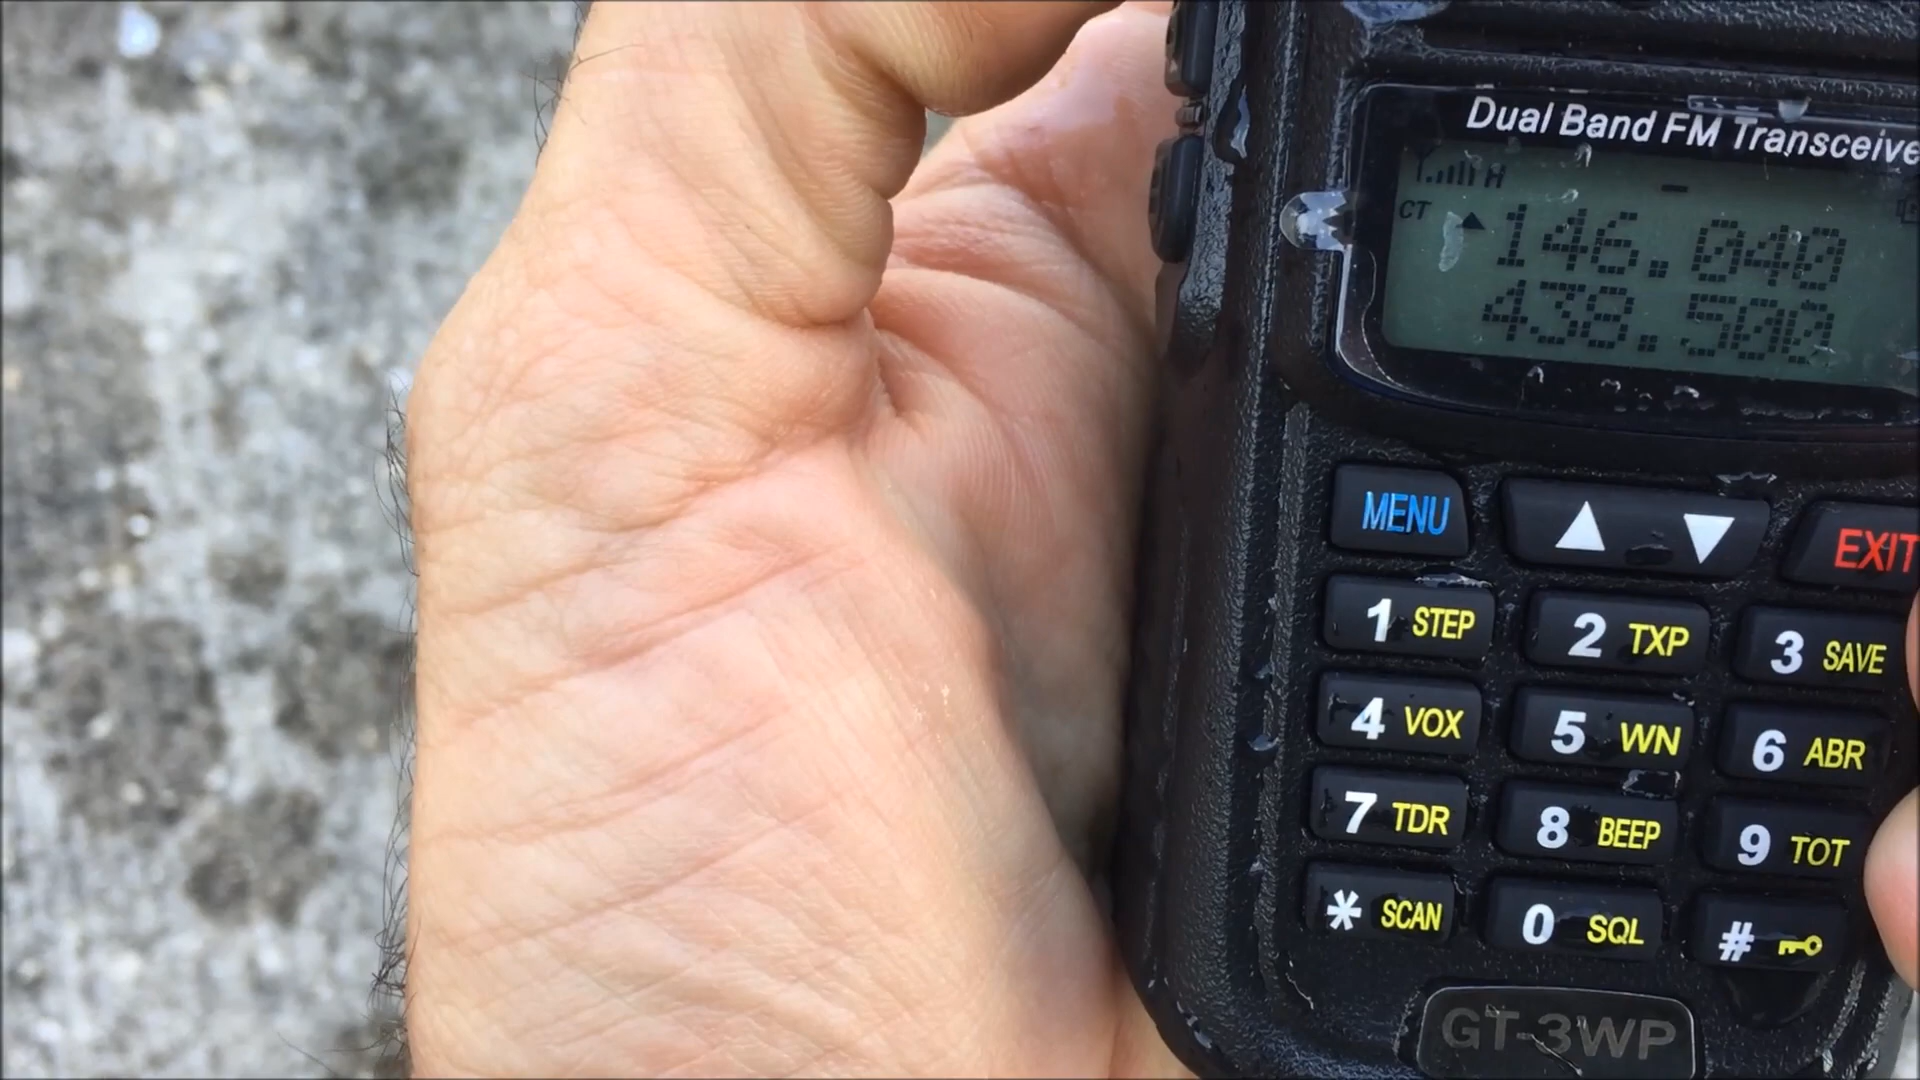 Dual Band FM Transceive
CT ▲ 146.040
438.500
MENU ▲ ▼ EXIT
1 STEP 2 TXP 3 SAVE
4 VOX 5 WN 6 ABR
7 TDR 8 BEEP 9 TOT
* SCAN 0 SQL #
GT-3WP